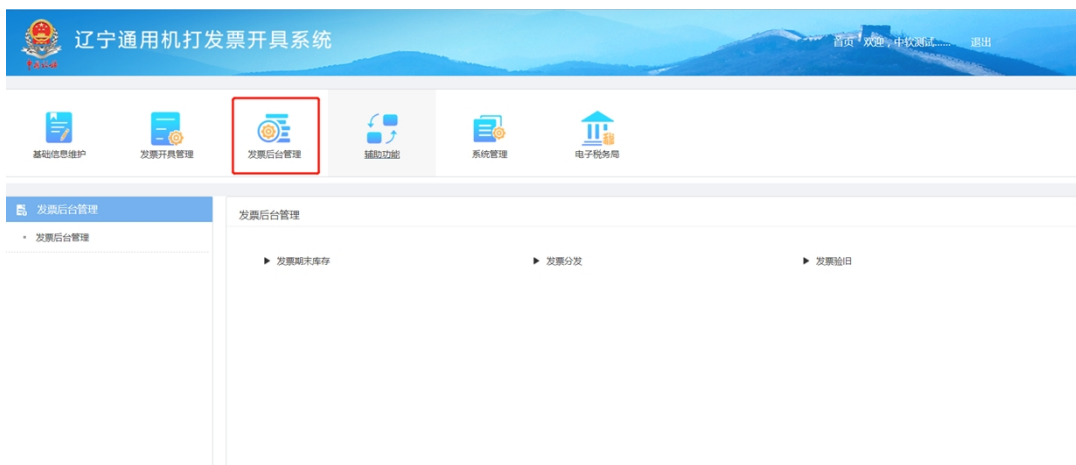 辽宁通用机打发票开具系统
首页 欢迎，中软测试...... 退出
基础信息维护 发票开具管理 发票后台管理 辅助功能 系统管理 电子税务局
发票后台管理
发票后台管理
发票后台管理
发票期末库存 发票分发 发票验旧